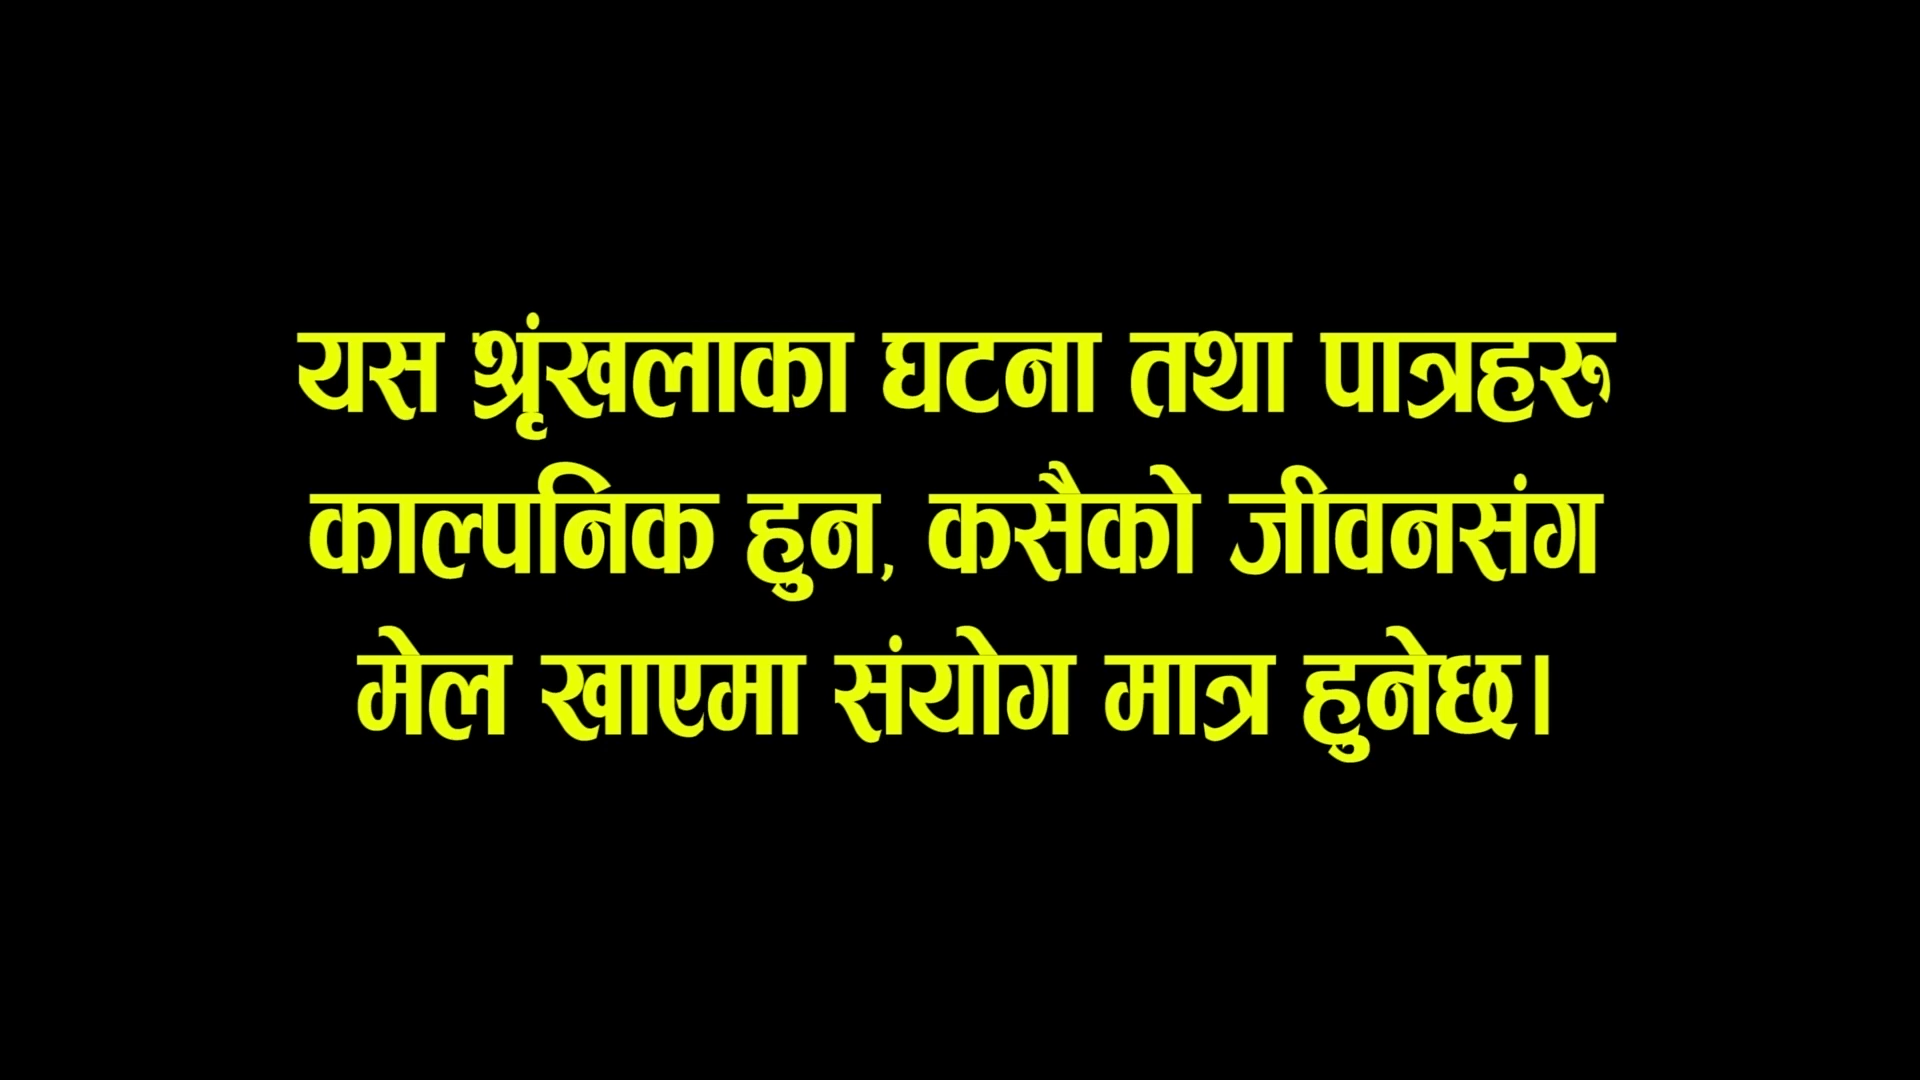 यस श्रृंखलाका घटना तथा पात्रहरू
काल्पनिक हुन, कसैको जीवनसंग
मेल खाएमा संयोग मात्र हुनेछ।